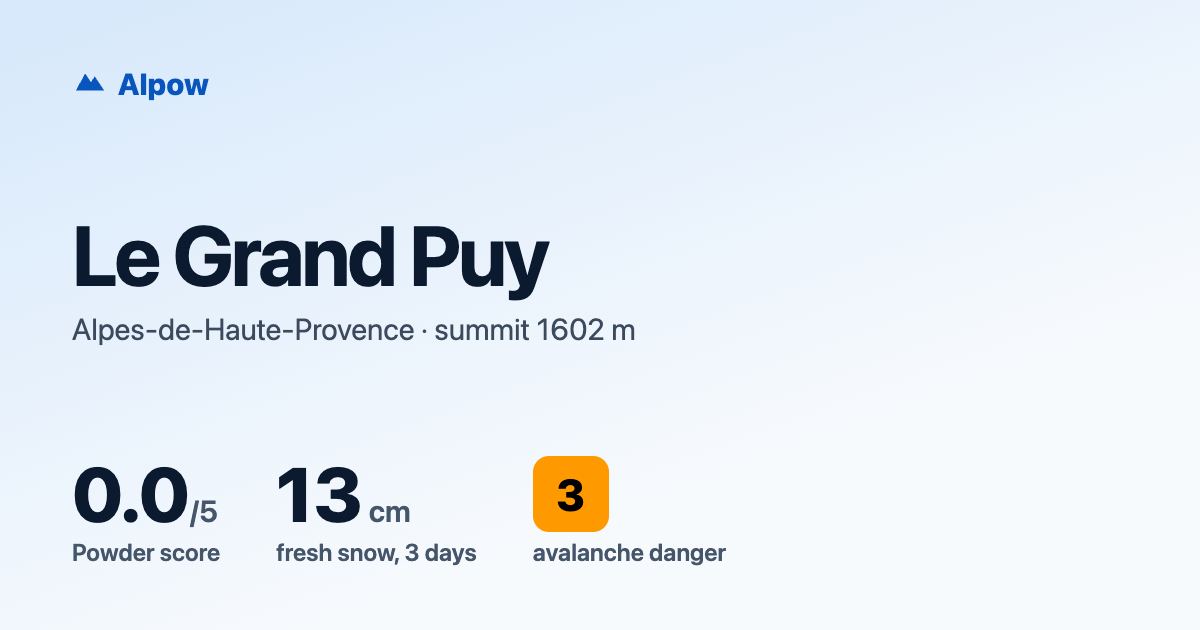 Alpow
Le Grand Puy
Alpes-de-Haute-Provence · summit 1602 m
0.0/5
Powder score
13 cm
fresh snow, 3 days
3
avalanche danger